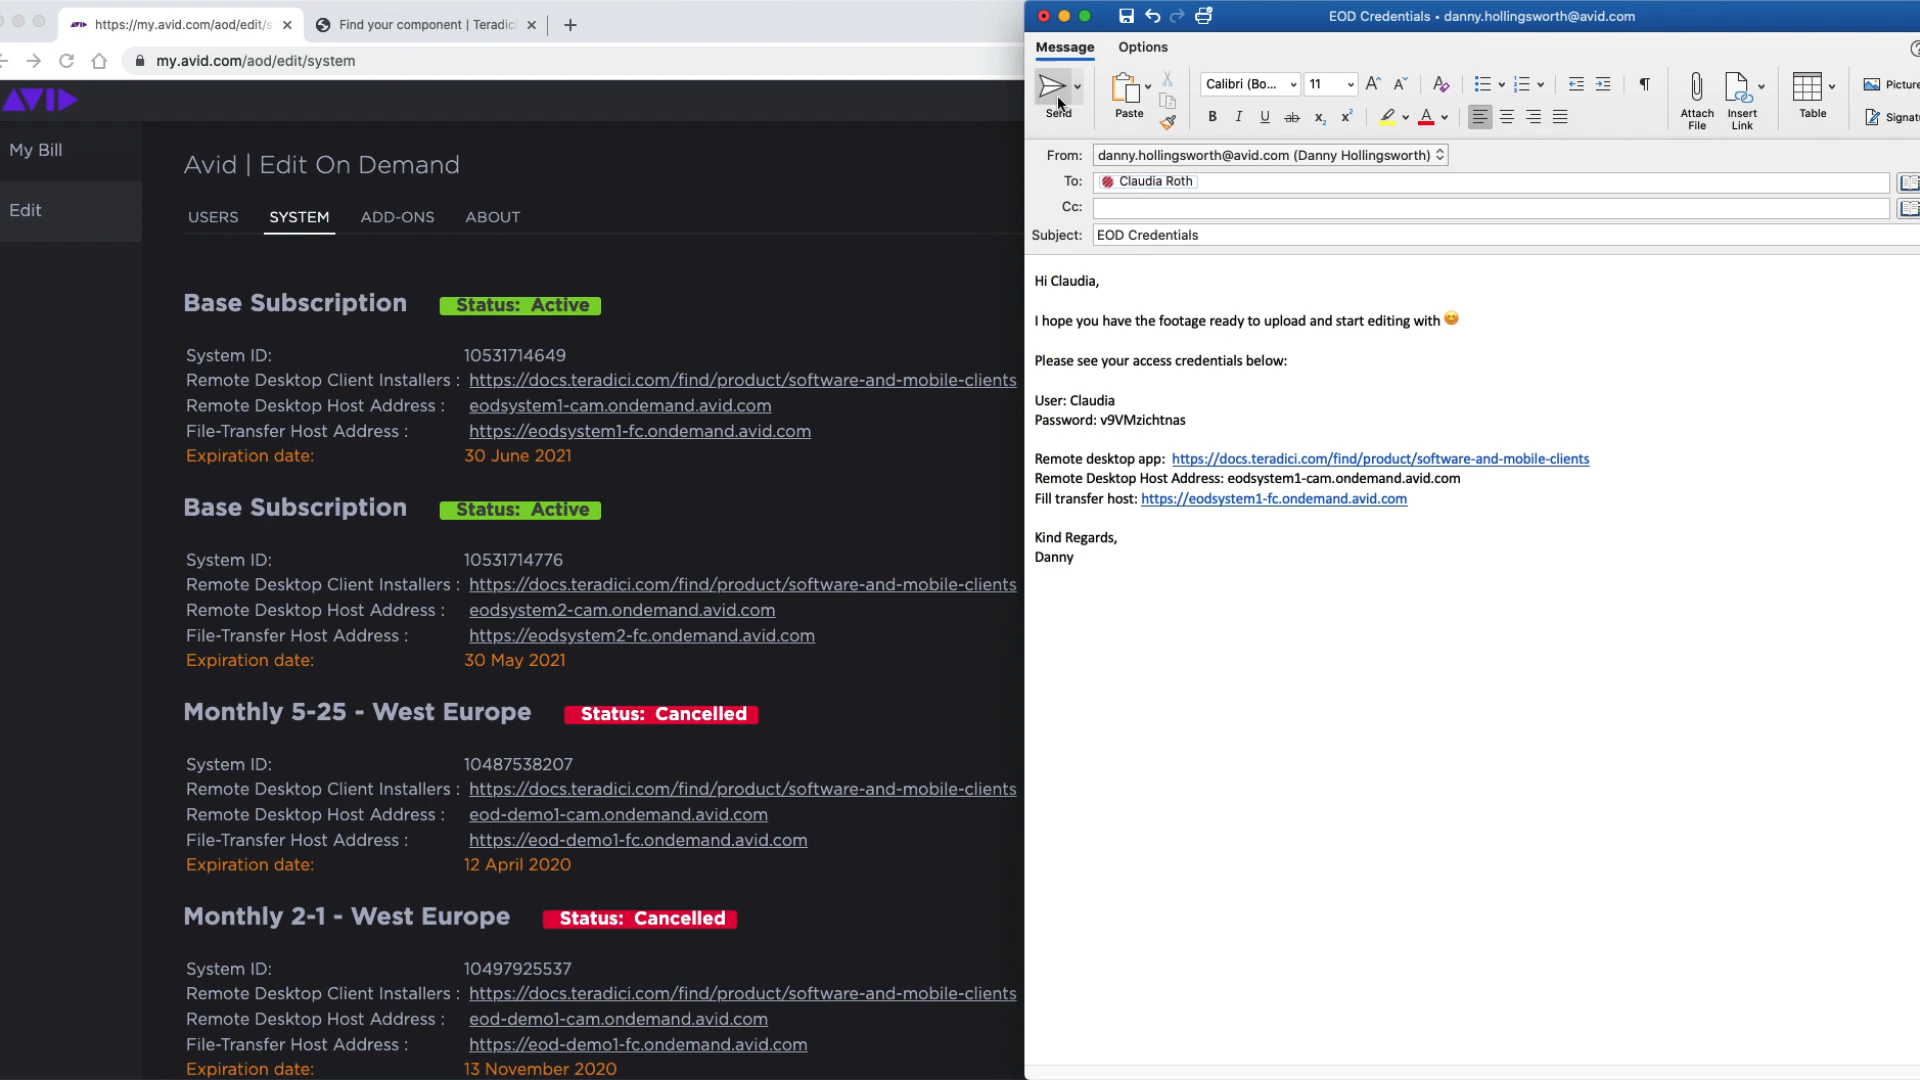 https://my.avid.com/aod/edit/s
Find your component | Teradic
my.avid.com/aod/edit/system
AVID
My Bill
Edit
Avid | Edit On Demand
USERS
SYSTEM
ADD-ONS
ABOUT
Base Subscription
Status: Active
System ID: 10531714649
Remote Desktop Client Installers : https://docs.teradici.com/find/product/software-and-mobile-clients
Remote Desktop Host Address : eodsystem1-cam.ondemand.avid.com
File-Transfer Host Address : https://eodsystem1-fc.ondemand.avid.com
Expiration date: 30 June 2021
Base Subscription
Status: Active
System ID: 10531714776
Remote Desktop Client Installers : https://docs.teradici.com/find/product/software-and-mobile-clients
Remote Desktop Host Address : eodsystem2-cam.ondemand.avid.com
File-Transfer Host Address : https://eodsystem2-fc.ondemand.avid.com
Expiration date: 30 May 2021
Monthly 5-25 - West Europe
Status: Cancelled
System ID: 10487538207
Remote Desktop Client Installers : https://docs.teradici.com/find/product/software-and-mobile-clients
Remote Desktop Host Address : eod-demo1-cam.ondemand.avid.com
File-Transfer Host Address : https://eod-demo1-fc.ondemand.avid.com
Expiration date: 12 April 2020
Monthly 2-1 - West Europe
Status: Cancelled
System ID: 10497925537
Remote Desktop Client Installers : https://docs.teradici.com/find/product/software-and-mobile-clients
Remote Desktop Host Address : eod-demo1-cam.ondemand.avid.com
File-Transfer Host Address : https://eod-demo1-fc.ondemand.avid.com
Expiration date: 13 November 2020
EOD Credentials • danny.hollingsworth@avid.com
Message
Options
Send
Paste
Calibri (Bo...
11
B I U ab x₂ x²
Attach File
Insert Link
Table
Picture
Signat
From: danny.hollingsworth@avid.com (Danny Hollingsworth)
To: Claudia Roth
Cc:
Subject: EOD Credentials
Hi Claudia,
I hope you have the footage ready to upload and start editing with 😊
Please see your access credentials below:
User: Claudia
Password: v9VMzichtnas
Remote desktop app: https://docs.teradici.com/find/product/software-and-mobile-clients
Remote Desktop Host Address: eodsystem1-cam.ondemand.avid.com
Fill transfer host: https://eodsystem1-fc.ondemand.avid.com
Kind Regards,
Danny